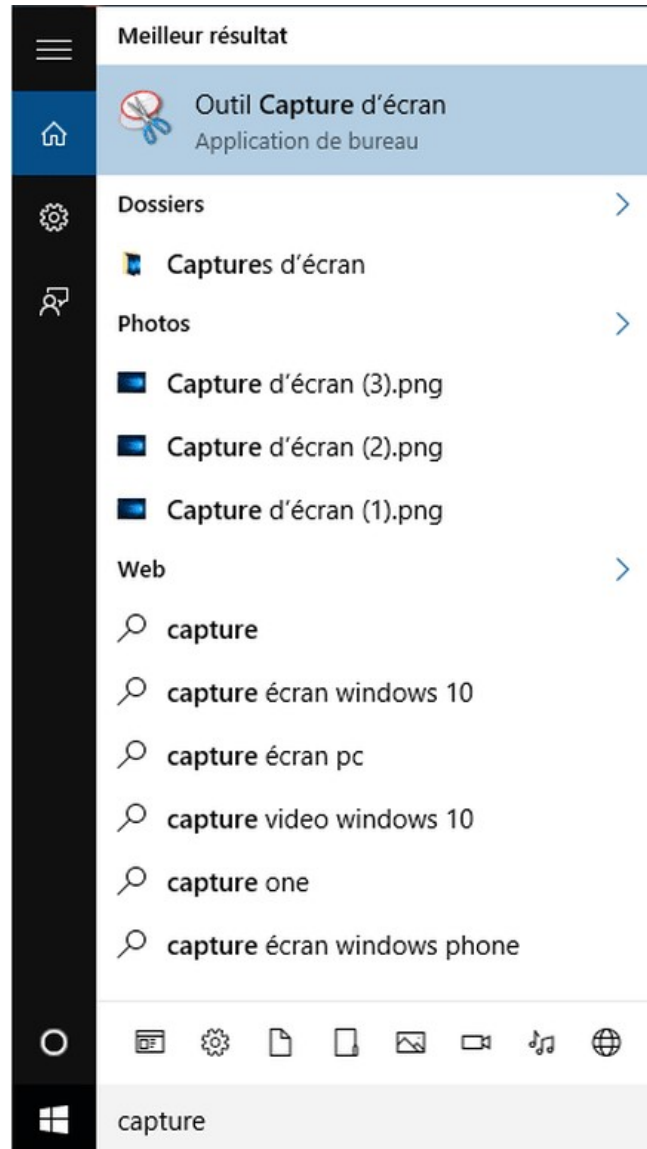 Meilleur résultat
Outil Capture d'écran
Application de bureau
Dossiers
Captures d'écran
Photos
Capture d'écran (3).png
Capture d'écran (2).png
Capture d'écran (1).png
Web
capture
capture écran windows 10
capture écran pc
capture video windows 10
capture one
capture écran windows phone
capture